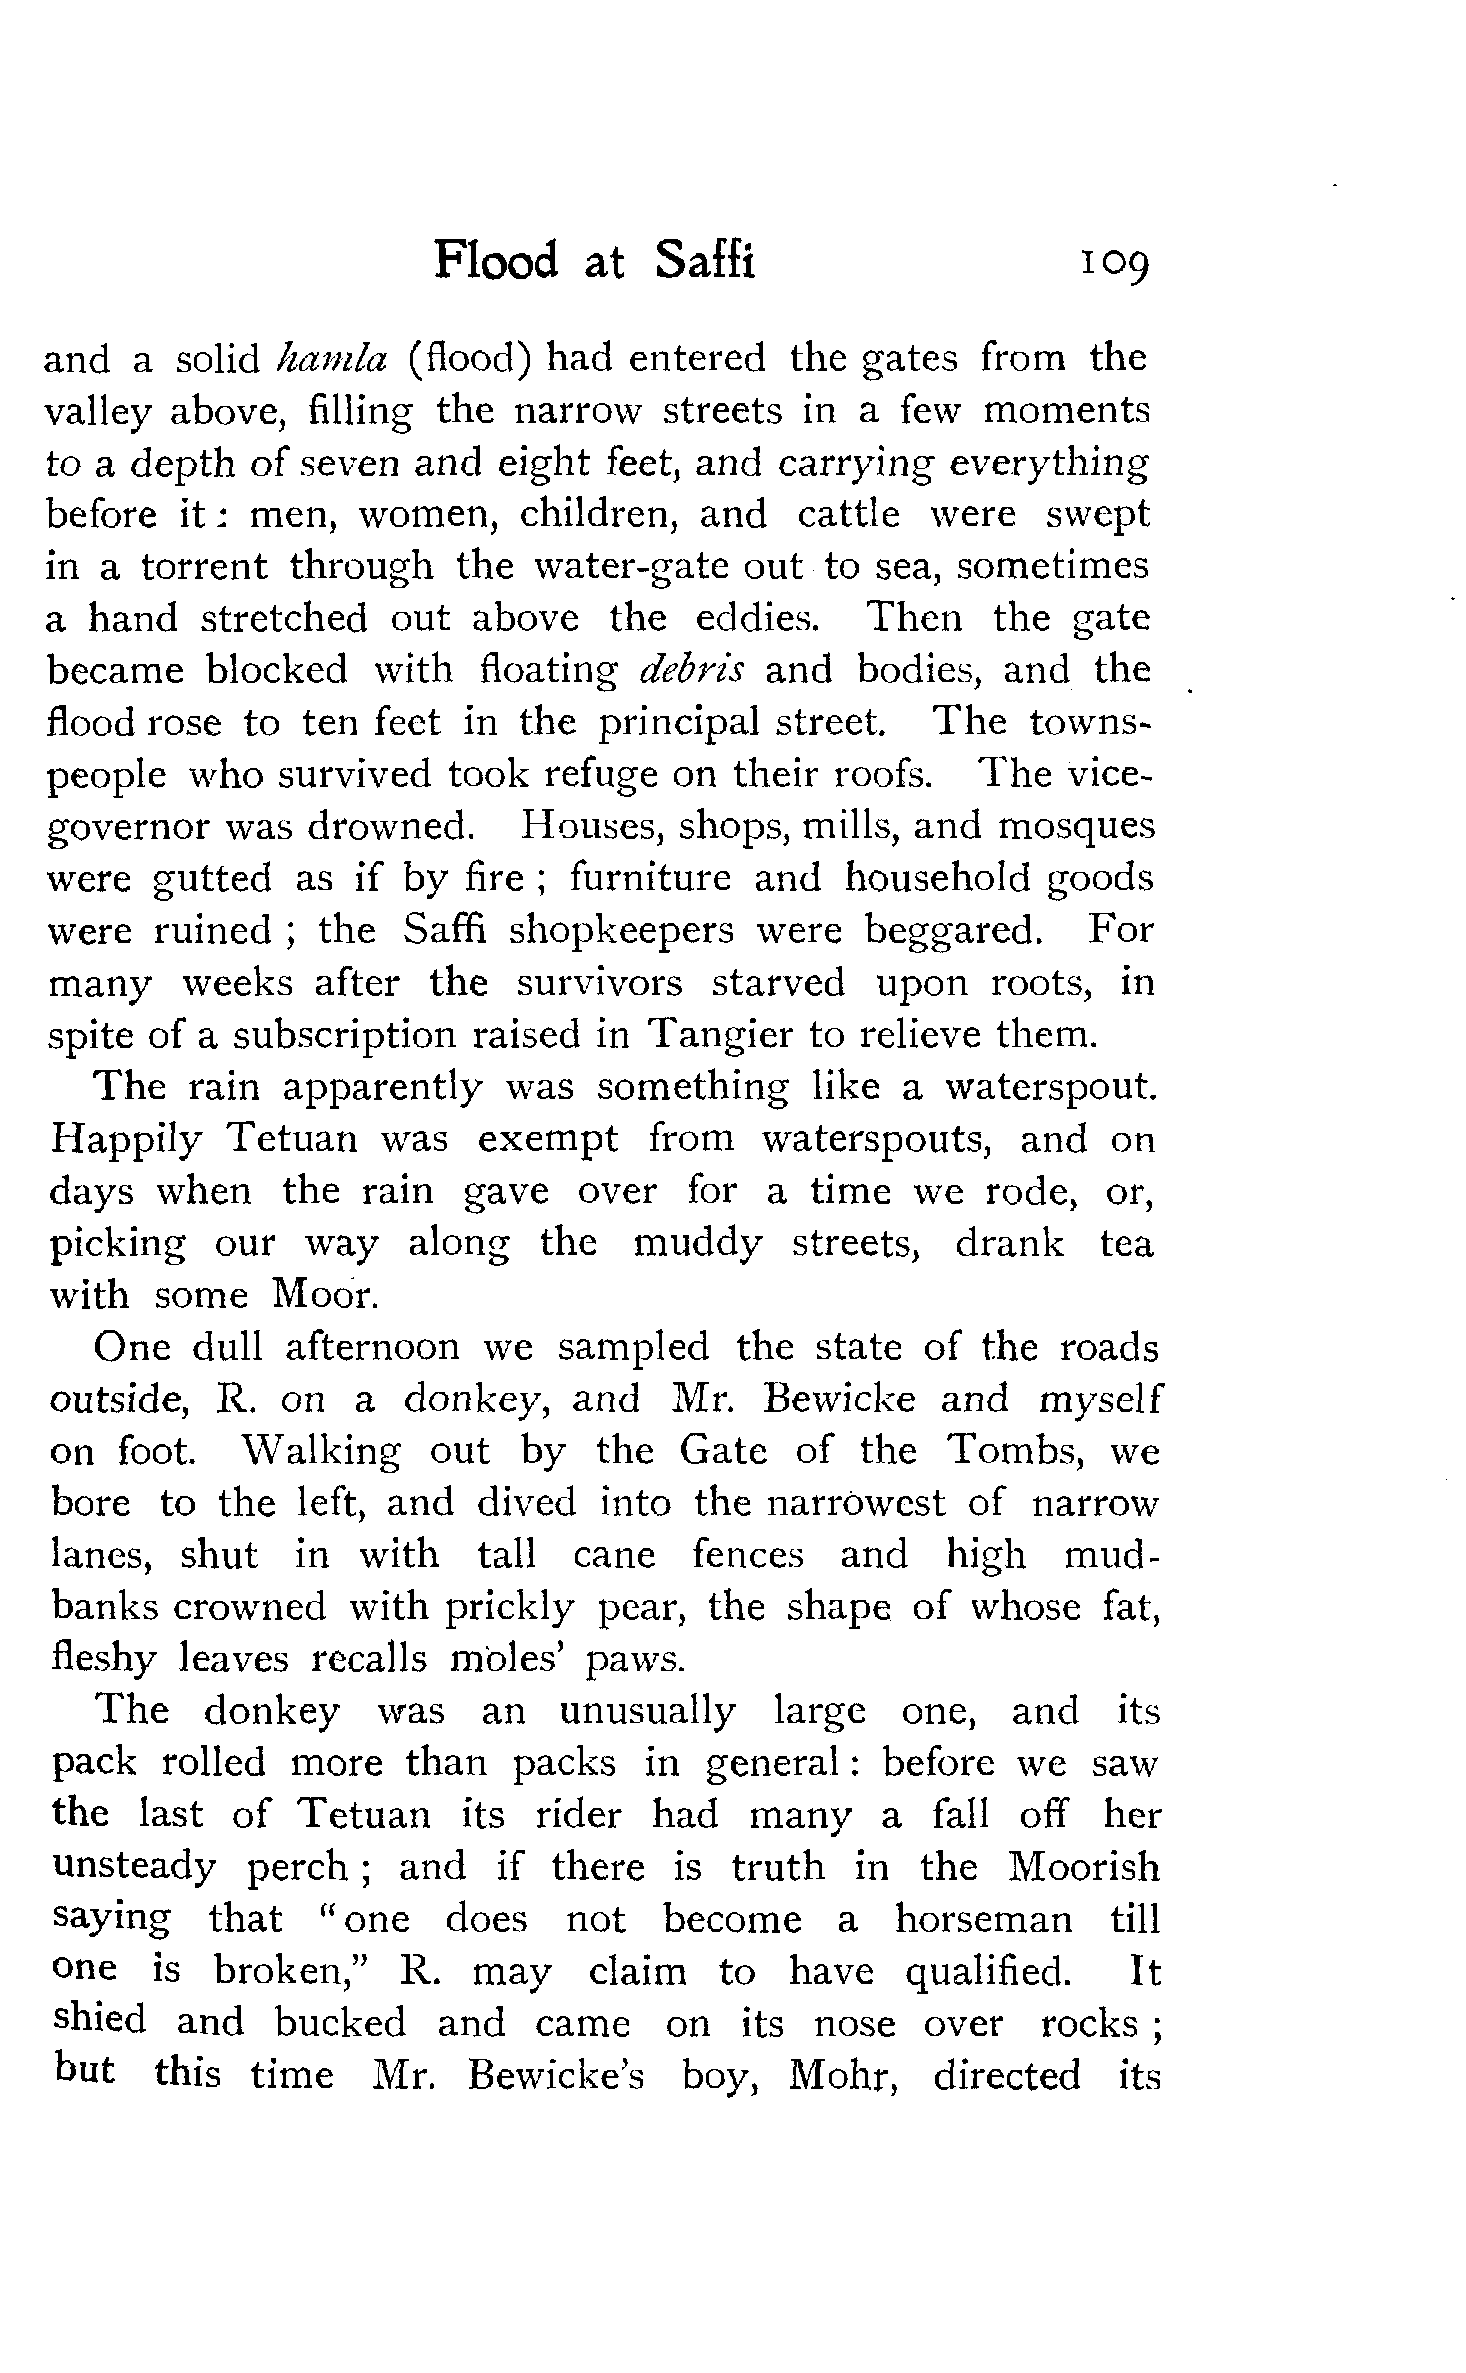 Flood at Saffi 109
and a solid hamla (flood) had entered the gates from the
valley above, filling the narrow streets in a few moments
to a depth of seven and eight feet, and carrying everything
before it : men, women, children, and cattle were swept
in a torrent through the water-gate out to sea, sometimes
a hand stretched out above the eddies. Then the gate
became blocked with floating debris and bodies, and the
flood rose to ten feet in the principal street. The towns-
people who survived took refuge on their roofs. The vice-
governor was drowned. Houses, shops, mills, and mosques
were gutted as if by fire ; furniture and household goods
were ruined ; the Saffi shopkeepers were beggared. For
many weeks after the survivors starved upon roots, in
spite of a subscription raised in Tangier to relieve them.
The rain apparently was something like a waterspout.
Happily Tetuan was exempt from waterspouts, and on
days when the rain gave over for a time we rode, or,
picking our way along the muddy streets, drank tea
with some Moor.
One dull afternoon we sampled the state of the roads
outside, R. on a donkey, and Mr. Bewicke and myself
on foot. Walking out by the Gate of the Tombs, we
bore to the left, and dived into the narrowest of narrow
lanes, shut in with tall cane fences and high mud-
banks crowned with prickly pear, the shape of whose fat,
fleshy leaves recalls moles' paws.
The donkey was an unusually large one, and its
pack rolled more than packs in general : before we saw
the last of Tetuan its rider had many a fall off her
unsteady perch ; and if there is truth in the Moorish
saying that "one does not become a horseman till
one is broken," R. may claim to have qualified. It
shied and bucked and came on its nose over rocks ;
but this time Mr. Bewicke's boy, Mohr, directed its